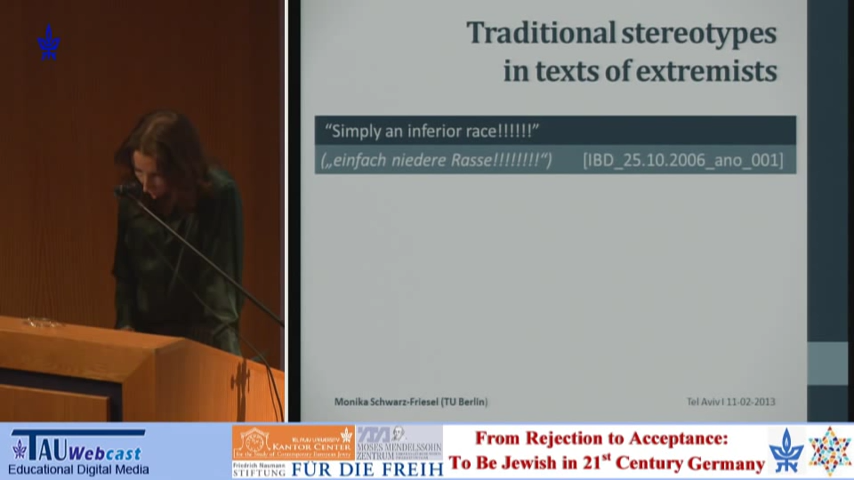 Traditional stereotypes
in texts of extremists
“Simply an inferior race!!!!!!”
(„einfach niedere Rasse!!!!!!!!“) [IBD_25.10.2006_ano_001]
Monika Schwarz-Friesel (TU Berlin)
Tel Aviv I 11-02-2013
TAU Webcast
Educational Digital Media
KANTOR CENTER
MOSES MENDELSSOHN
ZENTRUM
Friedrich Naumann
STIFTUNG FÜR DIE FREIH
From Rejection to Acceptance:
To Be Jewish in 21st Century Germany